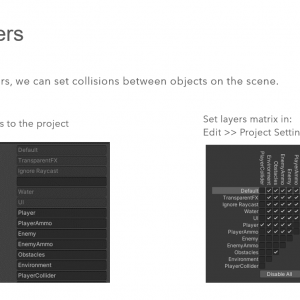 ers
rs, we can set collisions between objects on the scene.
s to the project
Set layers matrix in:
Edit >> Project Settin
Default
TransparentFX
Ignore Raycast
Water
UI
Player
PlayerAmmo
Enemy
EnemyAmmo
Obstacles
Environment
PlayerCollider
PlayerCollider
Environment
Obstacles
EnemyAmmo
Enemy
PlayerAmmo
Default
TransparentFX
Ignore Raycast
Water
UI
Player
PlayerAmmo
Enemy
EnemyAmmo
Obstacles
Environment
PlayerCollider
Disable All